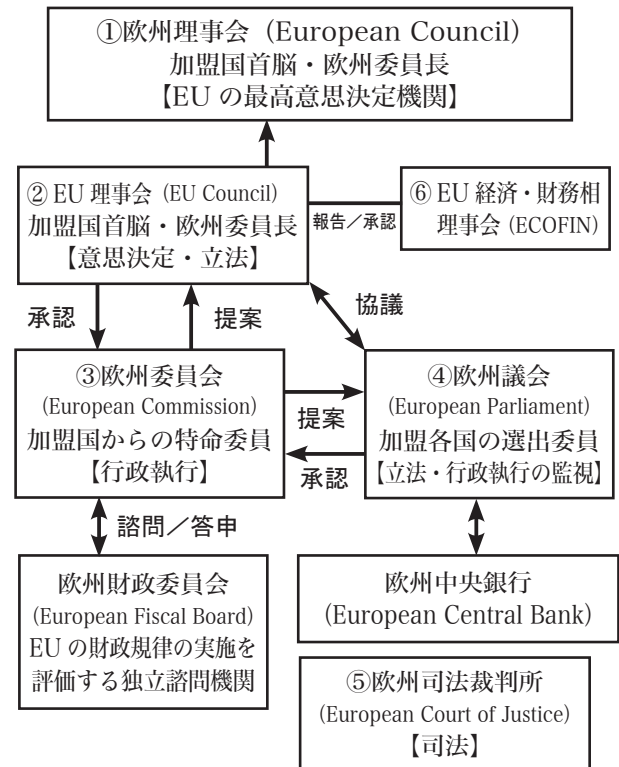 ①欧州理事会（European Council）
加盟国首脳・欧州委員長
【EU の最高意思決定機関】
② EU 理事会（EU Council）
加盟国首脳・欧州委員長
【意思決定・立法】
報告／承認
⑥ EU 経済・財務相
理事会（ECOFIN）
承認
提案
協議
③欧州委員会
(European Commission)
加盟国からの特命委員
【行政執行】
提案
承認
④欧州議会
(European Parliament)
加盟各国の選出委員
【立法・行政執行の監視】
諮問／答申
欧州財政委員会
(European Fiscal Board)
EU の財政規律の実施を
評価する独立諮問機関
欧州中央銀行
(European Central Bank)
⑤欧州司法裁判所
(European Court of Justice)
【司法】